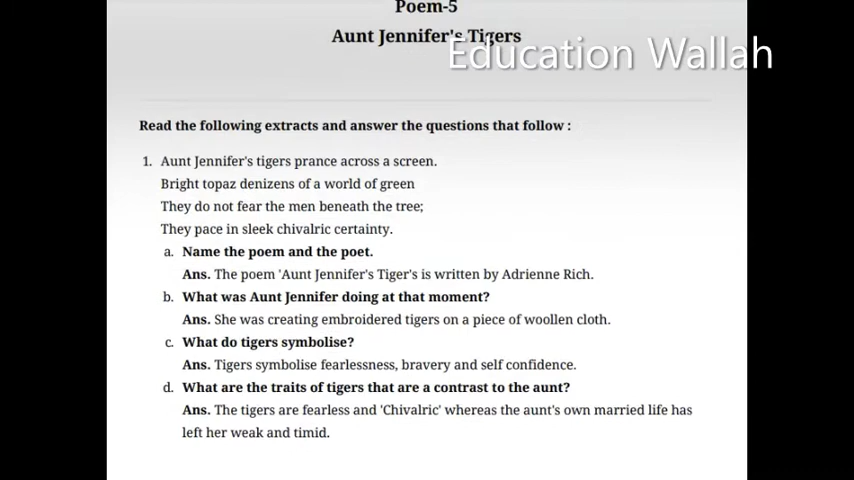 Poem-5
Aunt Jennifer's Tigers
Education Wallah
Read the following extracts and answer the questions that follow :
1. Aunt Jennifer's tigers prance across a screen.
Bright topaz denizens of a world of green
They do not fear the men beneath the tree;
They pace in sleek chivalric certainty.
a. Name the poem and the poet.
Ans. The poem 'Aunt Jennifer's Tiger's is written by Adrienne Rich.
b. What was Aunt Jennifer doing at that moment?
Ans. She was creating embroidered tigers on a piece of woollen cloth.
c. What do tigers symbolise?
Ans. Tigers symbolise fearlessness, bravery and self confidence.
d. What are the traits of tigers that are a contrast to the aunt?
Ans. The tigers are fearless and 'Chivalric' whereas the aunt's own married life has
left her weak and timid.